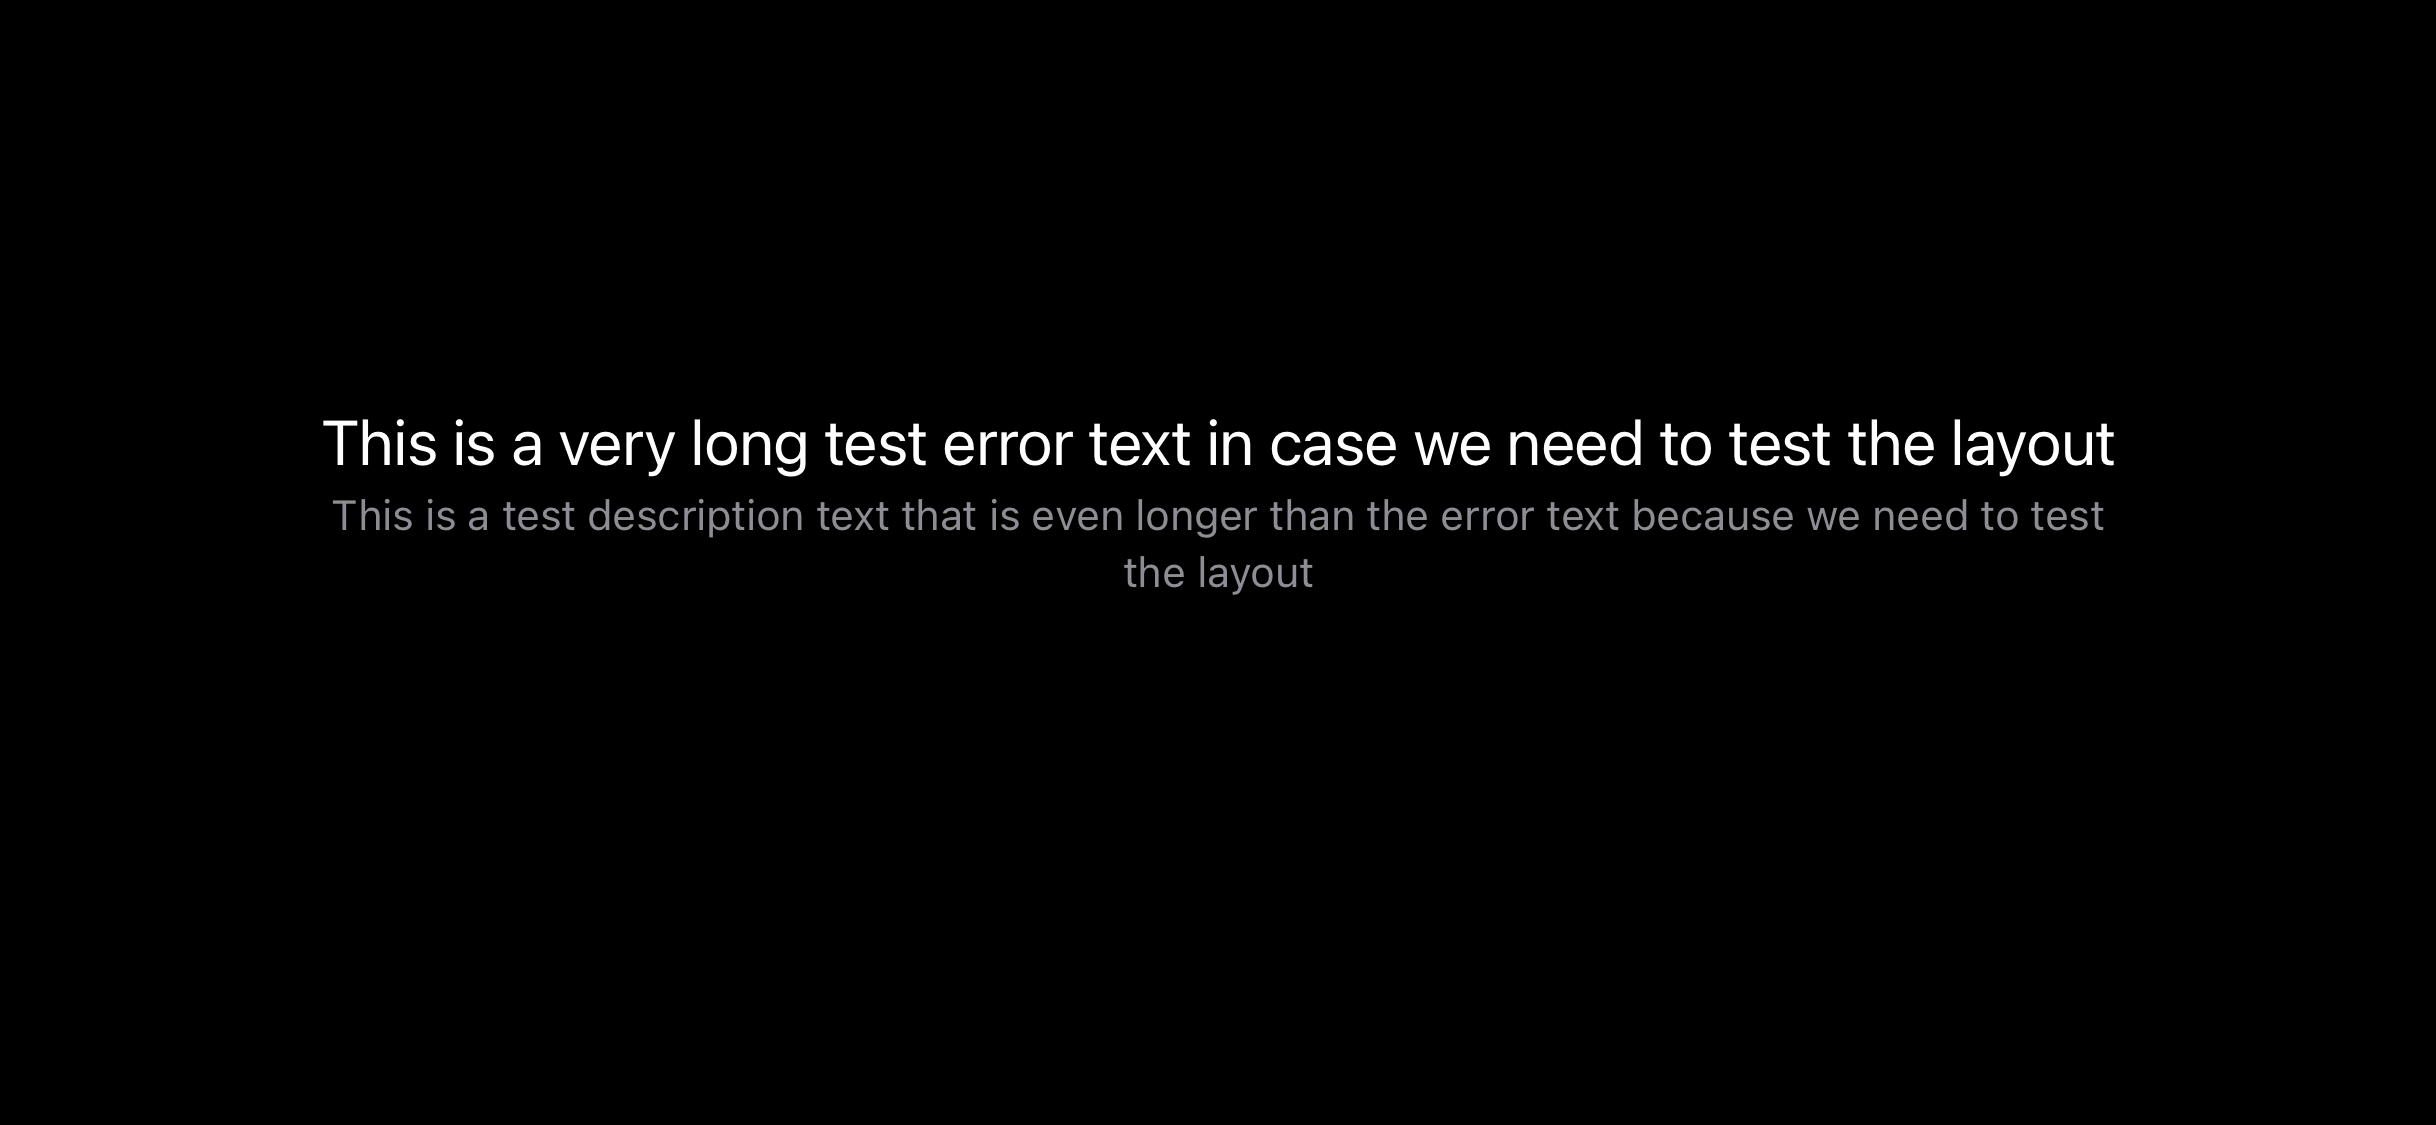 This is a very long test error text in case we need to test the layout
This is a test description text that is even longer than the error text because we need to test
the layout